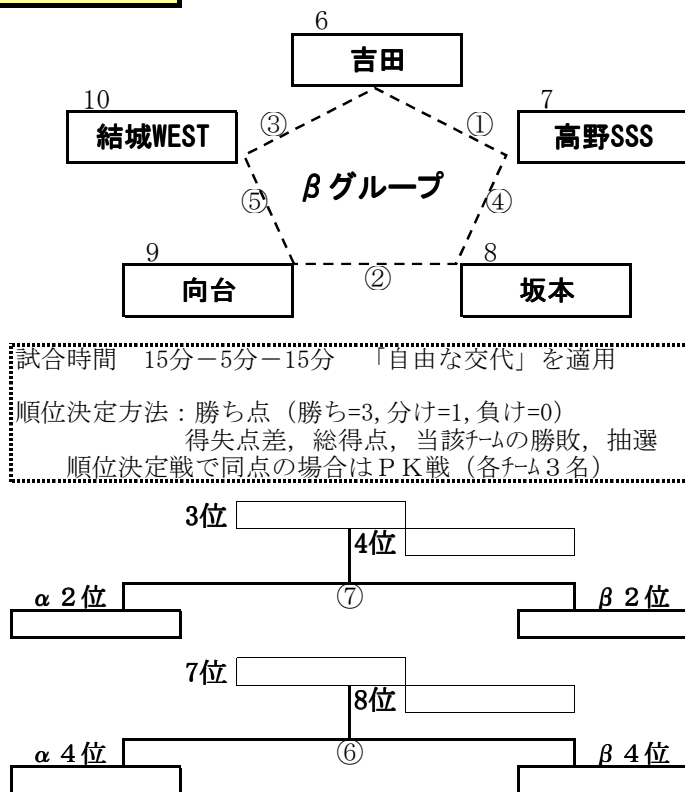 6
吉田
10
7
結城WEST
高野SSS
③
①
βグループ
⑤
④
9
8
②
向台
坂本
試合時間　15分－5分－15分　「自由な交代」を適用
順位決定方法：勝ち点（勝ち=3,分け=1,負け=0）
得失点差，総得点，当該ﾁｰﾑの勝敗，抽選
順位決定戦で同点の場合はＰＫ戦（各ﾁｰﾑ３名）
3位
4位
α２位
⑦
β２位
7位
8位
α４位
⑥
β４位